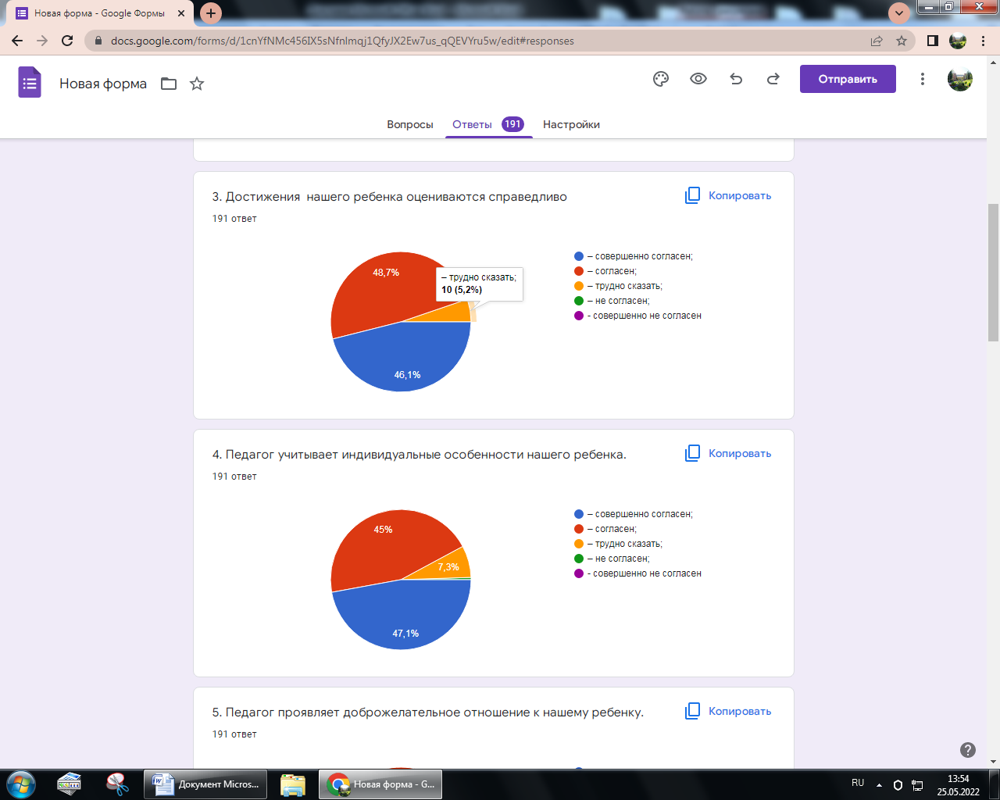 Новая форма - Google Формы
docs.google.com/forms/d/1cnYfNMc456IX5sNfnlmqj1QfyJX2Ew7us_qQEVYru5w/edit#responses
Новая форма
Отправить
Вопросы Ответы 191 Настройки
3. Достижения  нашего ребенка оцениваются справедливо
Копировать
191 ответ
48,7%
46,1%
– трудно сказать;
10 (5,2%)
– совершенно согласен;
– согласен;
– трудно сказать;
– не согласен;
- совершенно не согласен
4. Педагог учитывает индивидуальные особенности нашего ребенка.
Копировать
191 ответ
45%
7,3%
47,1%
– совершенно согласен;
– согласен;
– трудно сказать;
– не согласен;
- совершенно не согласен
5. Педагог проявляет доброжелательное отношение к нашему ребенку.
Копировать
191 ответ
Документ Micros...
Новая форма - G...
RU
13:54
25.05.2022